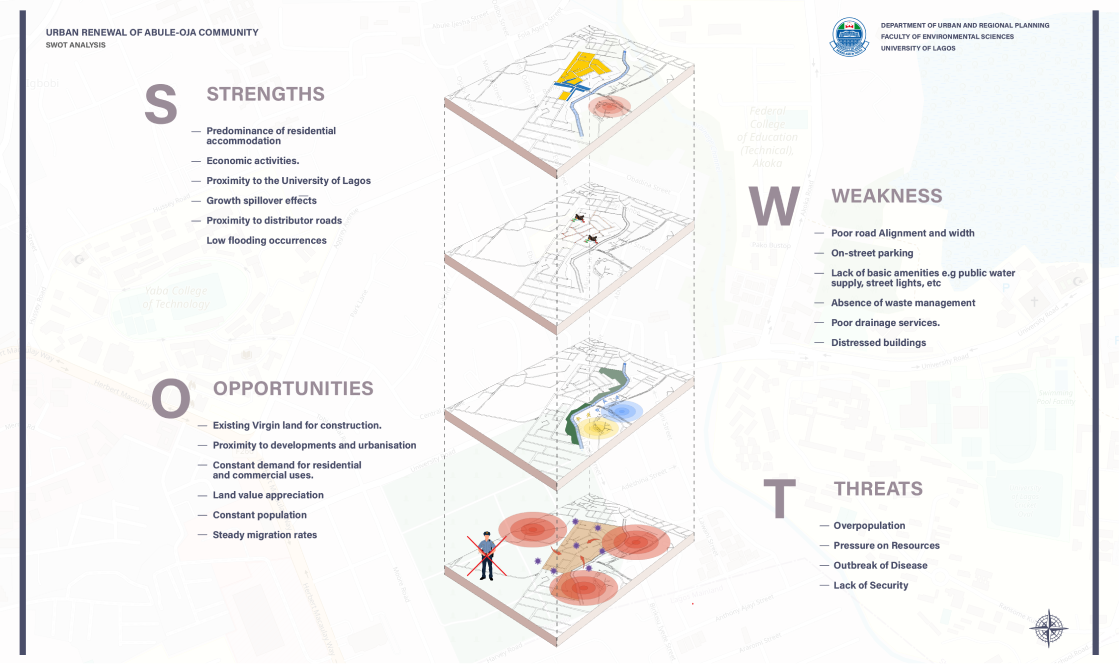 URBAN RENEWAL OF ABULE-OJA COMMUNITY
SWOT ANALYSIS
DEPARTMENT OF URBAN AND REGIONAL PLANNING
FACULTY OF ENVIRONMENTAL SCIENCES
UNIVERSITY OF LAGOS
S
STRENGTHS
— Predominance of residential
accommodation
— Economic activities.
— Proximity to the University of Lagos
— Growth spillover effects
— Proximity to distributor roads
Low flooding occurrences
W
WEAKNESS
— Poor road Alignment and width
— On-street parking
— Lack of basic amenities e.g public water
supply, street lights, etc
— Absence of waste management
— Poor drainage services.
— Distressed buildings
O
OPPORTUNITIES
— Existing Virgin land for construction.
— Proximity to developments and urbanisation
— Constant demand for residential
and commercial uses.
— Land value appreciation
— Constant population
— Steady migration rates
T
THREATS
— Overpopulation
— Pressure on Resources
— Outbreak of Disease
— Lack of Security
Federal
College
of Education
(Technical),
Akoka
Yaba College
of Technology
University Road